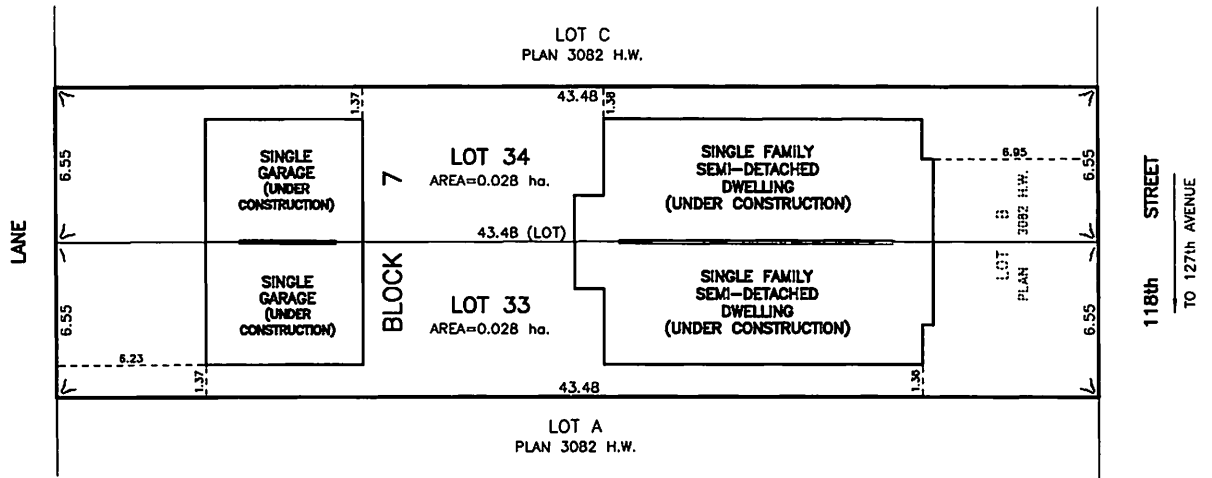 LOT C
PLAN 3082 H.W.
43.48
1.37
1.38
6.55
SINGLE
GARAGE
(UNDER
CONSTRUCTION)
7
LOT 34
AREA=0.028 ha.
SINGLE FAMILY
SEMI-DETACHED
DWELLING
(UNDER CONSTRUCTION)
6.95
6.55
LANE
43.48 (LOT)
LOT B
PLAN 3082 H.W.
118th STREET
TO 127th AVENUE
6.55
SINGLE
GARAGE
(UNDER
CONSTRUCTION)
BLOCK
LOT 33
AREA=0.028 ha.
SINGLE FAMILY
SEMI-DETACHED
DWELLING
(UNDER CONSTRUCTION)
6.55
6.23
1.37
43.48
1.38
LOT A
PLAN 3082 H.W.